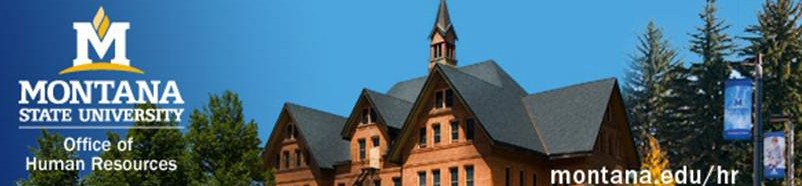 M
MONTANA
STATE UNIVERSITY
Office of
Human Resources
montana.edu/hr
M